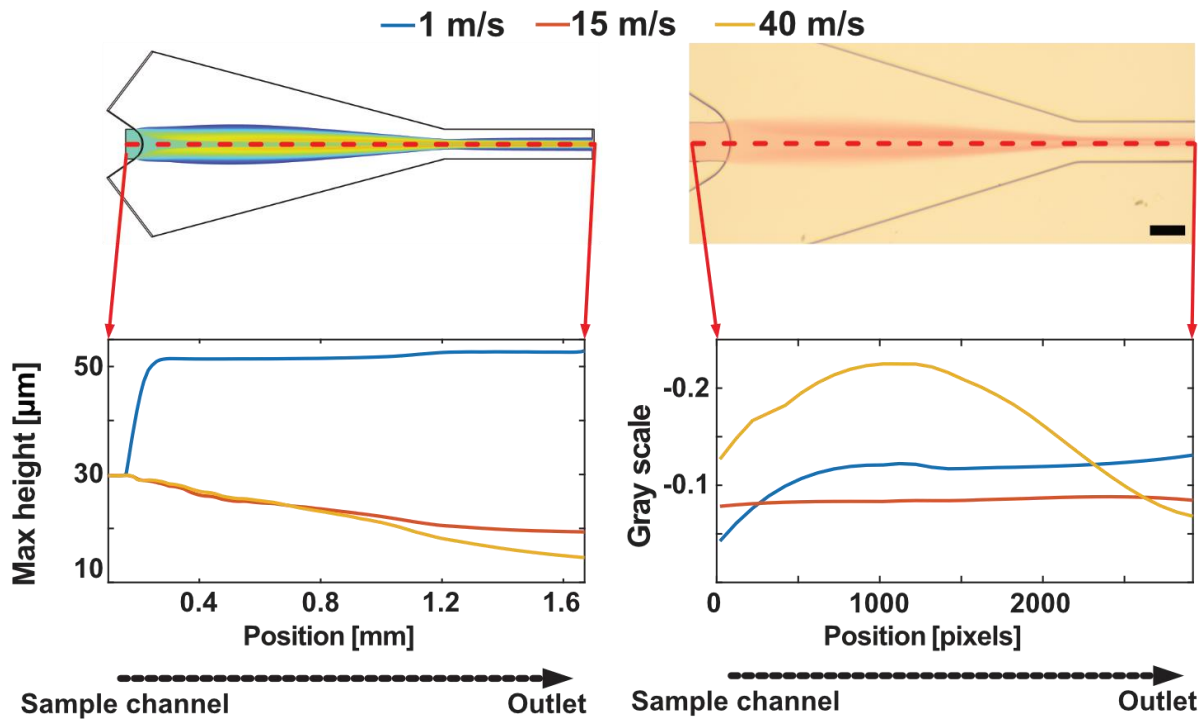 1 m/s 15 m/s 40 m/s
Max height [µm]
50
30
10
0.4 0.8 1.2 1.6
Position [mm]
Sample channel Outlet
Gray scale
-0.2
-0.1
0 1000 2000
Position [pixels]
Sample channel Outlet